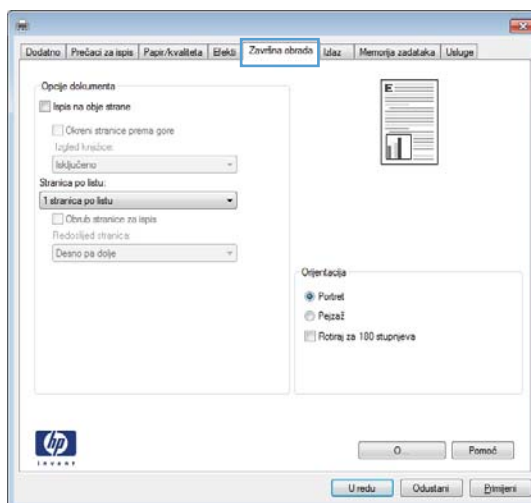 Dodatno Prečaci za ispis Papir/kvaliteta Efekti Završna obrada Izlaz Memorija zadataka Usluge
Opcije dokumenta
Ispis na obje strane
Okreni stranice prema gore
Izgled knjižice:
Isključeno
Stranica po listu:
1 stranica po listu
Obrub stranice za ispis
Redoslijed stranica:
Desno pa dolje
E
Orijentacija
Portret
Pejzaž
Rotiraj za 180 stupnjeva
hp
invent
O...
Pomoć
U redu Odustani Primijeni